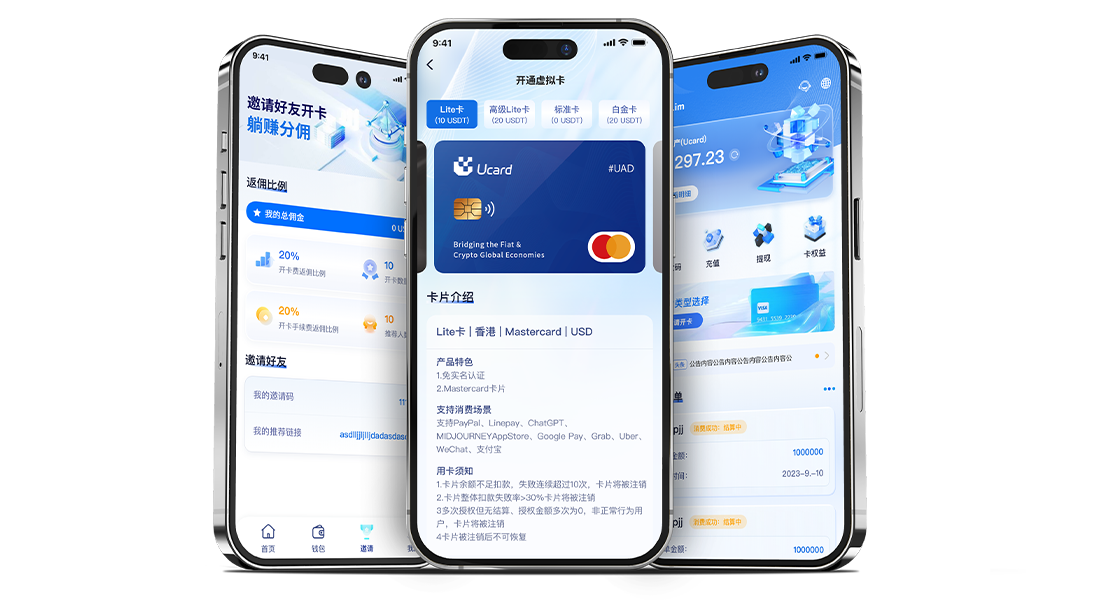 9:41
邀请好友开卡
躺赚分佣
返佣比例
我的总佣金
20%
开卡费返佣比例
10
20%
开卡手续费返佣比例
10
邀请好友
我的邀请码
我的推荐链接
首页
钱包
邀请
9:41
开通虚拟卡
Lite卡
(10 USDT)
高级Lite卡
(20 USDT)
标准卡
(0 USDT)
白金卡
(20 USDT)
Ucard
#UAD
Bridging the Fiat &
Crypto Global Economies
卡片介绍
Lite卡 | 香港 | Mastercard | USD
产品特色
1.免实名认证
2.Mastercard卡片
支持消费场景
支持PayPal、Linepay、ChatGPT、
MIDJOURNEYAppStore、Google Pay、Grab、Uber、
WeChat、支付宝
用卡须知
1.卡片余额不足扣款，失败连续超过10次，卡片将被注销
2.卡片整体扣款失败率>30%卡片将被注销
3多次授权但无结算、授权金额多次为0，非正常行为用
户，卡片将被注销
4卡片被注销后不可恢复
(Ucard)
297.23
明细
码
充值
提现
卡权益
类型选择
开卡
VISA
头条
公告内容公告内容公告内容公告内容公
单
pjj
消费成功：结算中
金额：
1000000
时间：
2023-9.-10
pjj
消费成功：结算中
金额：
1000000